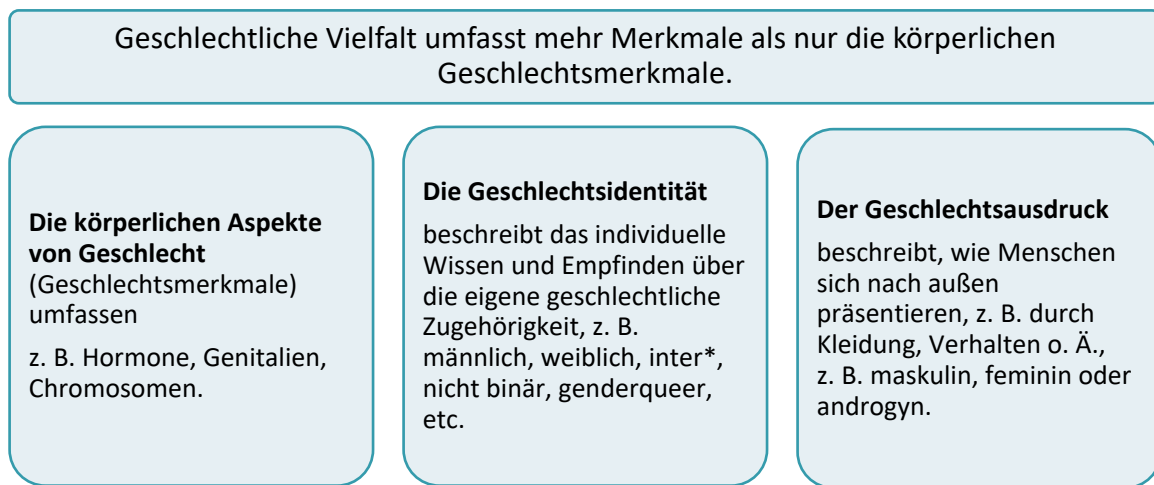 Geschlechtliche Vielfalt umfasst mehr Merkmale als nur die körperlichen
Geschlechtsmerkmale.
Die körperlichen Aspekte
von Geschlecht
(Geschlechtsmerkmale)
umfassen
z. B. Hormone, Genitalien,
Chromosomen.
Die Geschlechtsidentität
beschreibt das individuelle
Wissen und Empfinden über
die eigene geschlechtliche
Zugehörigkeit, z. B.
männlich, weiblich, inter*,
nicht binär, genderqueer,
etc.
Der Geschlechtsausdruck
beschreibt, wie Menschen
sich nach außen
präsentieren, z. B. durch
Kleidung, Verhalten o. Ä.,
z. B. maskulin, feminin oder
androgyn.